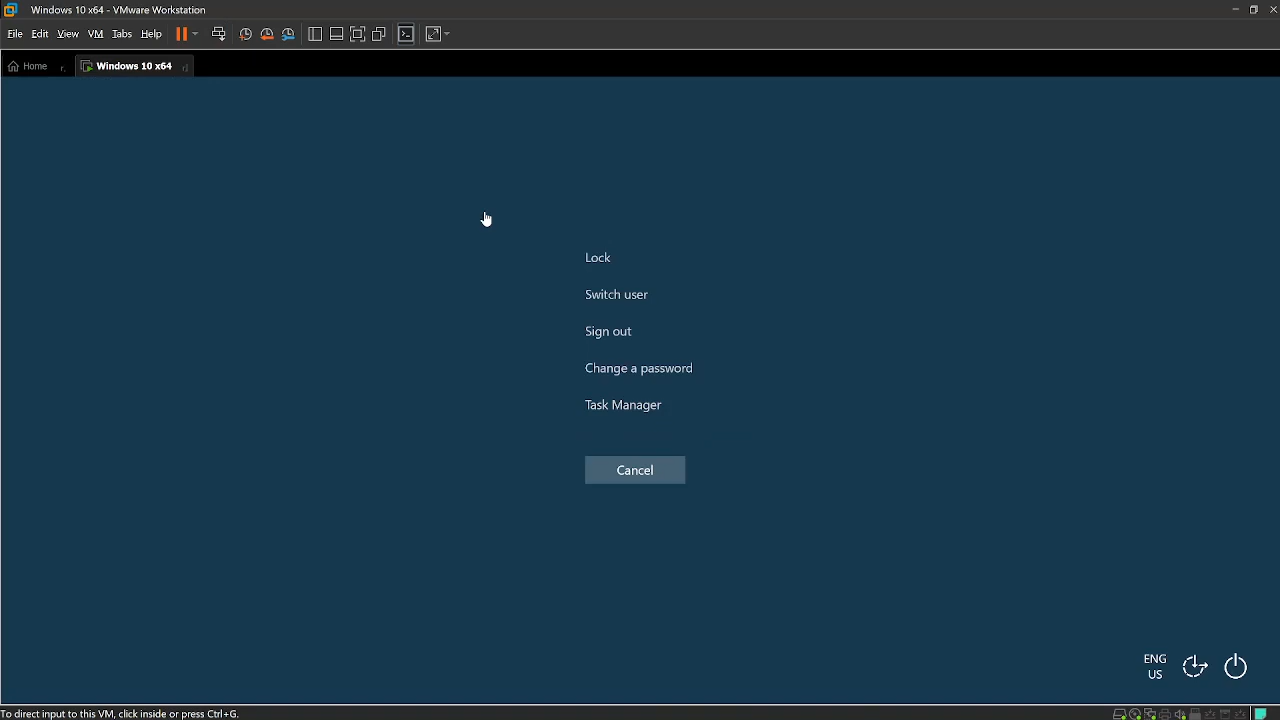 Windows 10 x64 - VMware Workstation
File Edit View VM Tabs Help
Home Windows 10 x64
Lock
Switch user
Sign out
Change a password
Task Manager
Cancel
ENG
US
To direct input to this VM, click inside or press Ctrl+G.